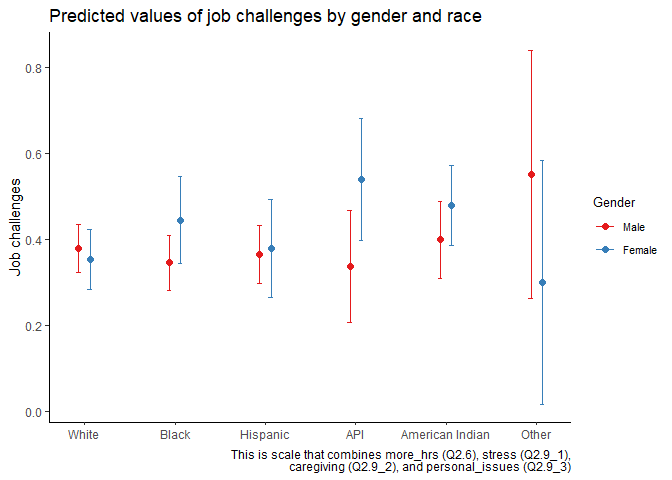 Predicted values of job challenges by gender and race
Job challenges
0.8
0.6
0.4
0.2
0.0
White
Black
Hispanic
API
American Indian
Other
Gender
Male
Female
This is scale that combines more_hrs (Q2.6), stress (Q2.9_1),
caregiving (Q2.9_2), and personal_issues (Q2.9_3)